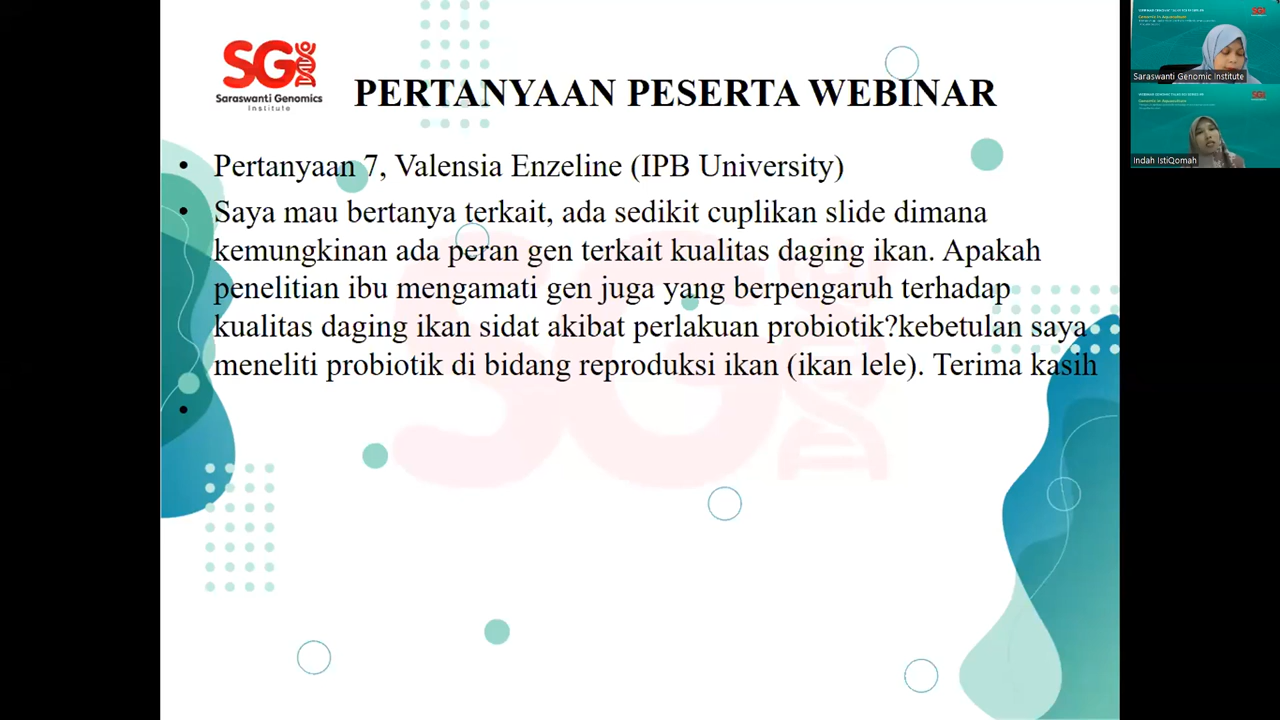 SG
Saraswanti Genomics
Institute
PERTANYAAN PESERTA WEBINAR
• Pertanyaan 7, Valensia Enzeline (IPB University)
• Saya mau bertanya terkait, ada sedikit cuplikan slide dimana
kemungkinan ada peran gen terkait kualitas daging ikan. Apakah
penelitian ibu mengamati gen juga yang berpengaruh terhadap
kualitas daging ikan sidat akibat perlakuan probiotik?kebetulan saya
meneliti probiotik di bidang reproduksi ikan (ikan lele). Terima kasih
•
Saraswanti Genomic Institute
Indah IstiQomah